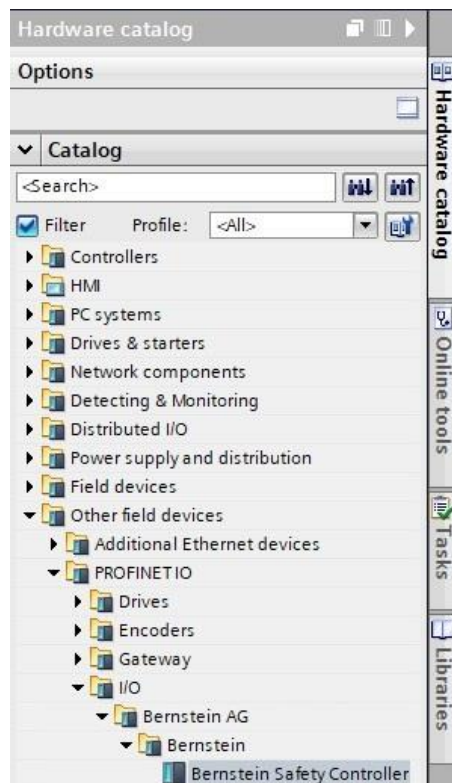 Hardware catalog
Options
Catalog
<Search>
Filter Profile: <All>
Controllers
HMI
PC systems
Drives & starters
Network components
Detecting & Monitoring
Distributed I/O
Power supply and distribution
Field devices
Other field devices
Additional Ethernet devices
PROFINET IO
Drives
Encoders
Gateway
I/O
Bernstein AG
Bernstein
Bernstein Safety Controller
Hardware catalog
Online tools
Tasks
Libraries